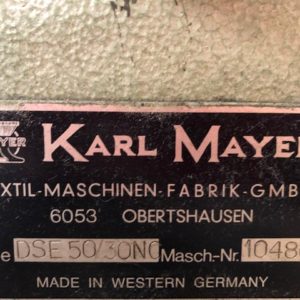 KARL MAYER
XTIL-MASCHINEN-FABRIK-GMB
6053 OBERTSHAUSEN
e DSE 50/30NC Masch-Nr. 1048
MADE IN WESTERN GERMANY